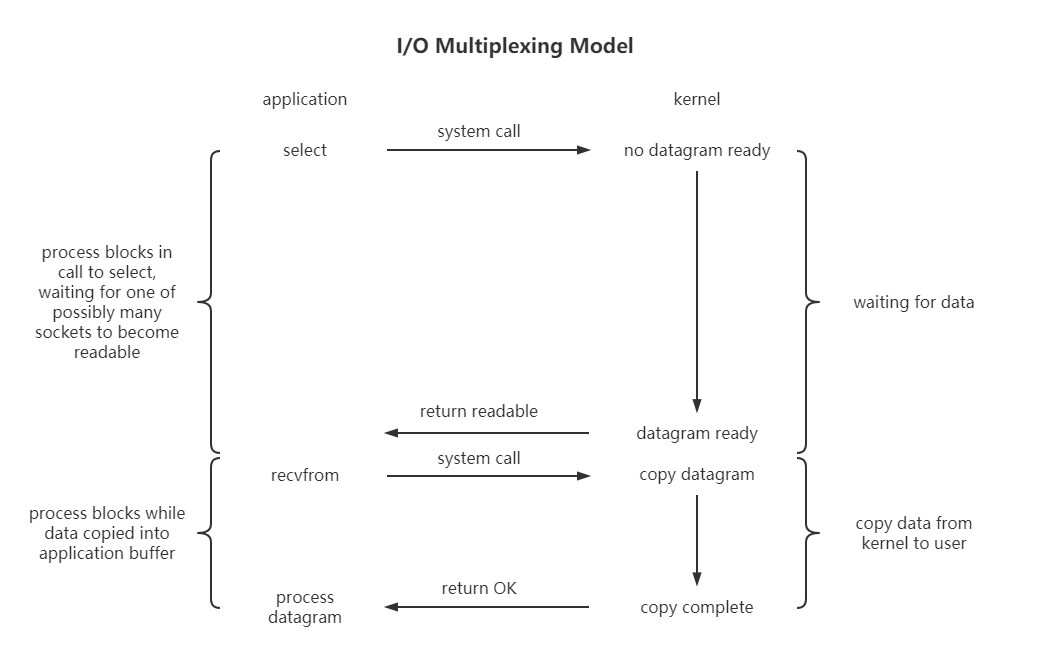 I/O Multiplexing Model
application
kernel
system call
select
no datagram ready
process blocks in
call to select,
waiting for one of
possibly many
sockets to become
readable
waiting for data
return readable
datagram ready
system call
recvfrom
copy datagram
process blocks while
data copied into
application buffer
copy data from
kernel to user
return OK
process
datagram
copy complete